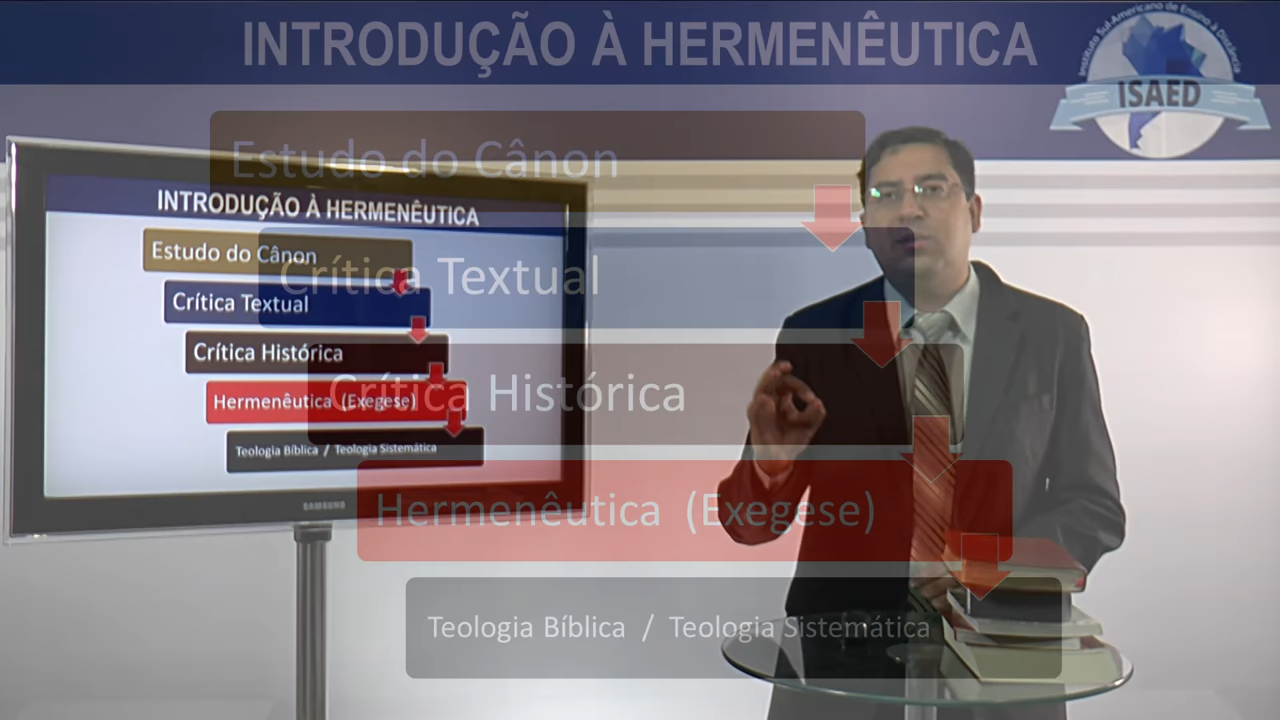 INTRODUÇÃO À HERMENÊUTICA
Instituto Sul-Americano de Ensino à Distância
ISAED
Estudo do Cânon
Crítica Textual
Crítica Histórica
Hermenêutica (Exegese)
Teologia Bíblica / Teologia Sistemática
INTRODUÇÃO À HERMENÊUTICA
Estudo do Cânon
Crítica Textual
Crítica Histórica
Hermenêutica (Exegese)
Teologia Bíblica / Teologia Sistemática
SAMSUNG